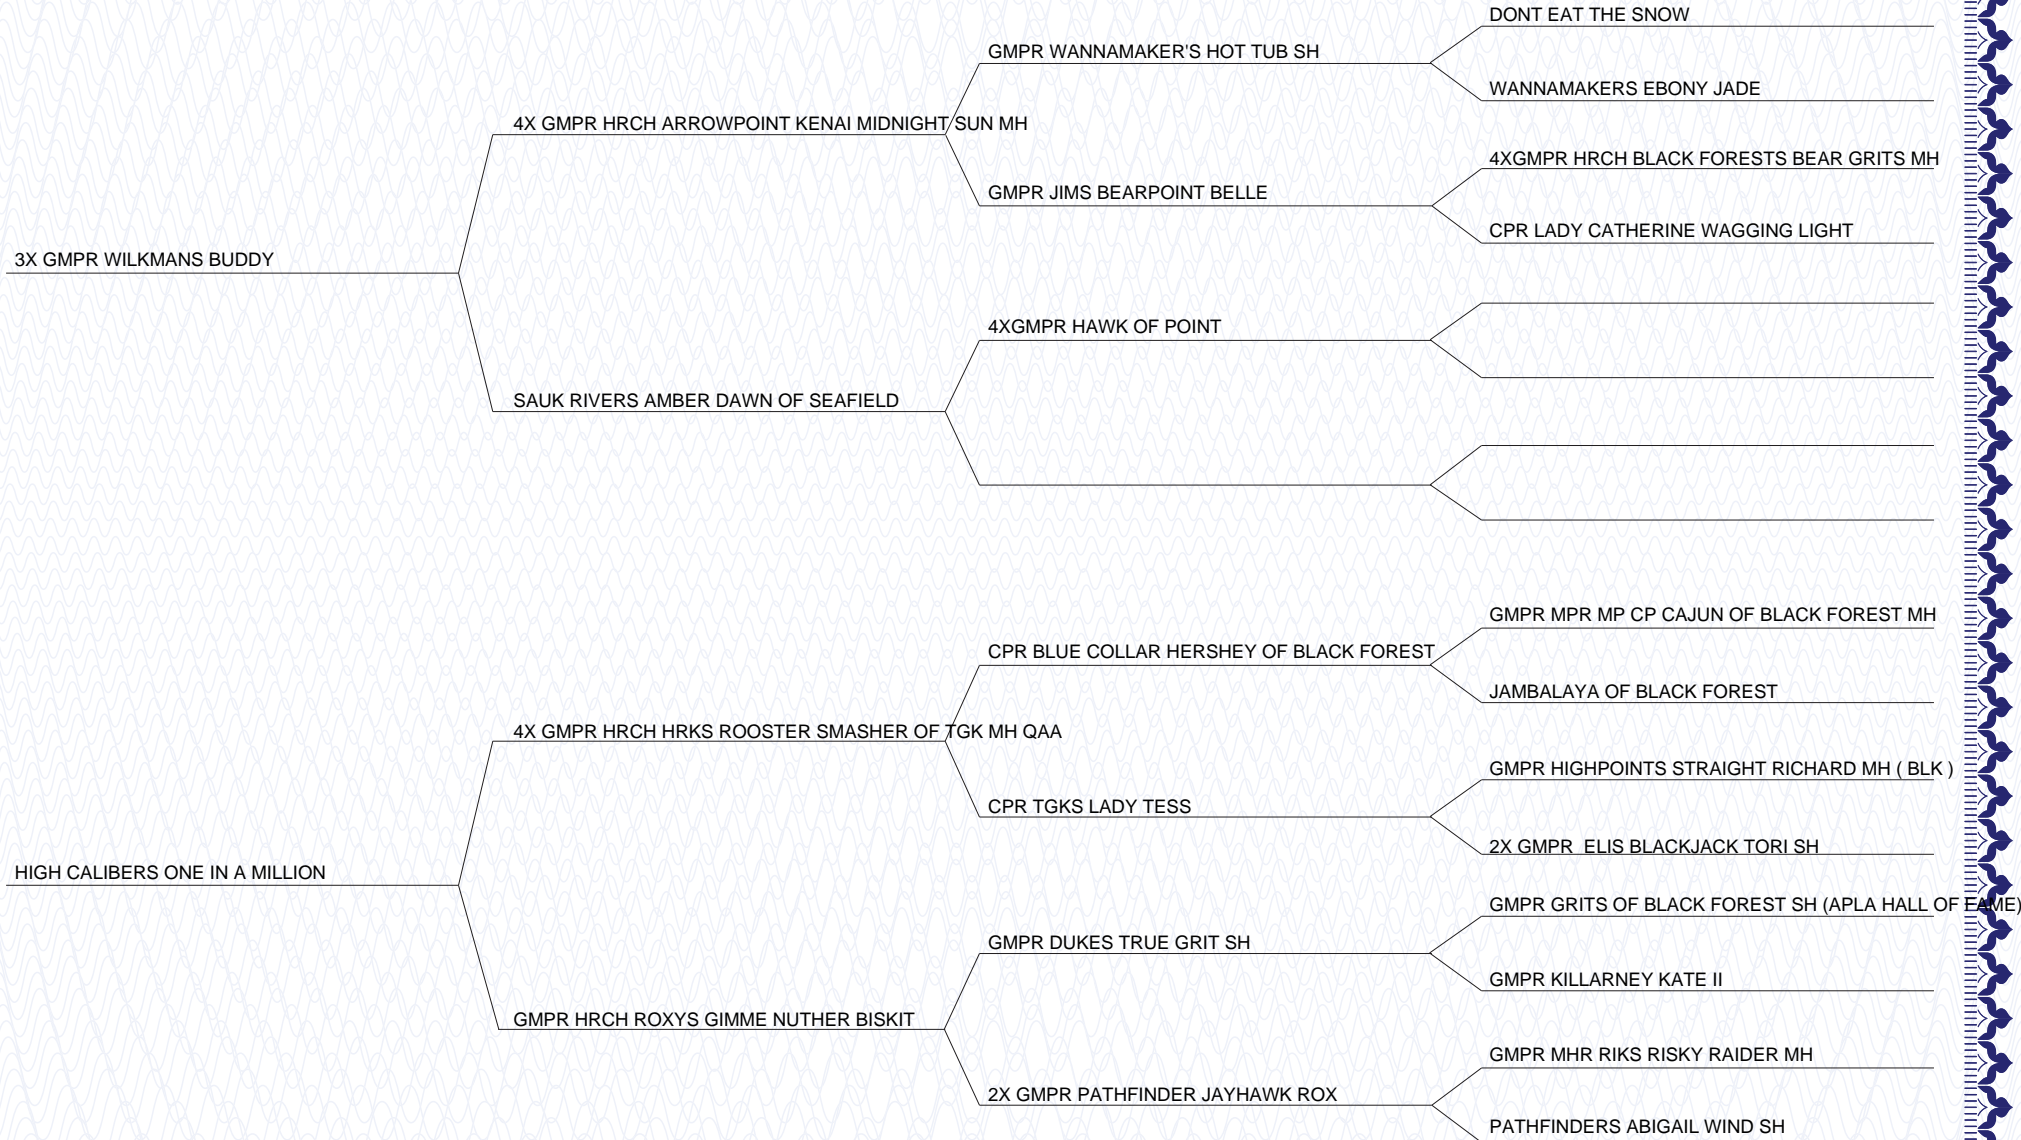 DONT EAT THE SNOW
GMPR WANNAMAKER'S HOT TUB SH
WANNAMAKERS EBONY JADE
4X GMPR HRCH ARROWPOINT KENAI MIDNIGHT SUN MH
4XGMPR HRCH BLACK FORESTS BEAR GRITS MH
GMPR JIMS BEARPOINT BELLE
CPR LADY CATHERINE WAGGING LIGHT
3X GMPR WILKMANS BUDDY
4XGMPR HAWK OF POINT
SAUK RIVERS AMBER DAWN OF SEAFIELD
GMPR MPR MP CP CAJUN OF BLACK FOREST MH
CPR BLUE COLLAR HERSHEY OF BLACK FOREST
JAMBALAYA OF BLACK FOREST
4X GMPR HRCH HRKS ROOSTER SMASHER OF TGK MH QAA
GMPR HIGHPOINTS STRAIGHT RICHARD MH ( BLK )
CPR TGKS LADY TESS
2X GMPR  ELIS BLACKJACK TORI SH
HIGH CALIBERS ONE IN A MILLION
GMPR GRITS OF BLACK FOREST SH (APLA HALL OF FAME)
GMPR DUKES TRUE GRIT SH
GMPR KILLARNEY KATE II
GMPR HRCH ROXYS GIMME NUTHER BISKIT
GMPR MHR RIKS RISKY RAIDER MH
2X GMPR PATHFINDER JAYHAWK ROX
PATHFINDERS ABIGAIL WIND SH